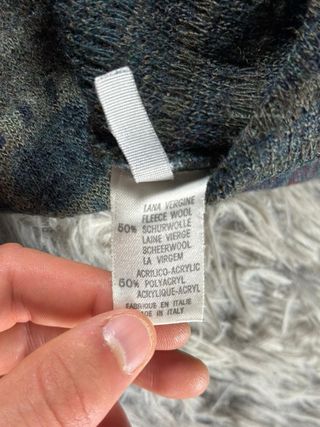 LANA VERGINE
FLEECE WOOL
50% SCHURWOLLE
LAINE VIERGE
SCHEERWOOL
LA VIRGEM
ACRILICO-ACRYLIC
50% POLYACRYL
ACRYLIQUE-ACRYL
FABRIQUE EN ITALIE
MADE IN ITALY